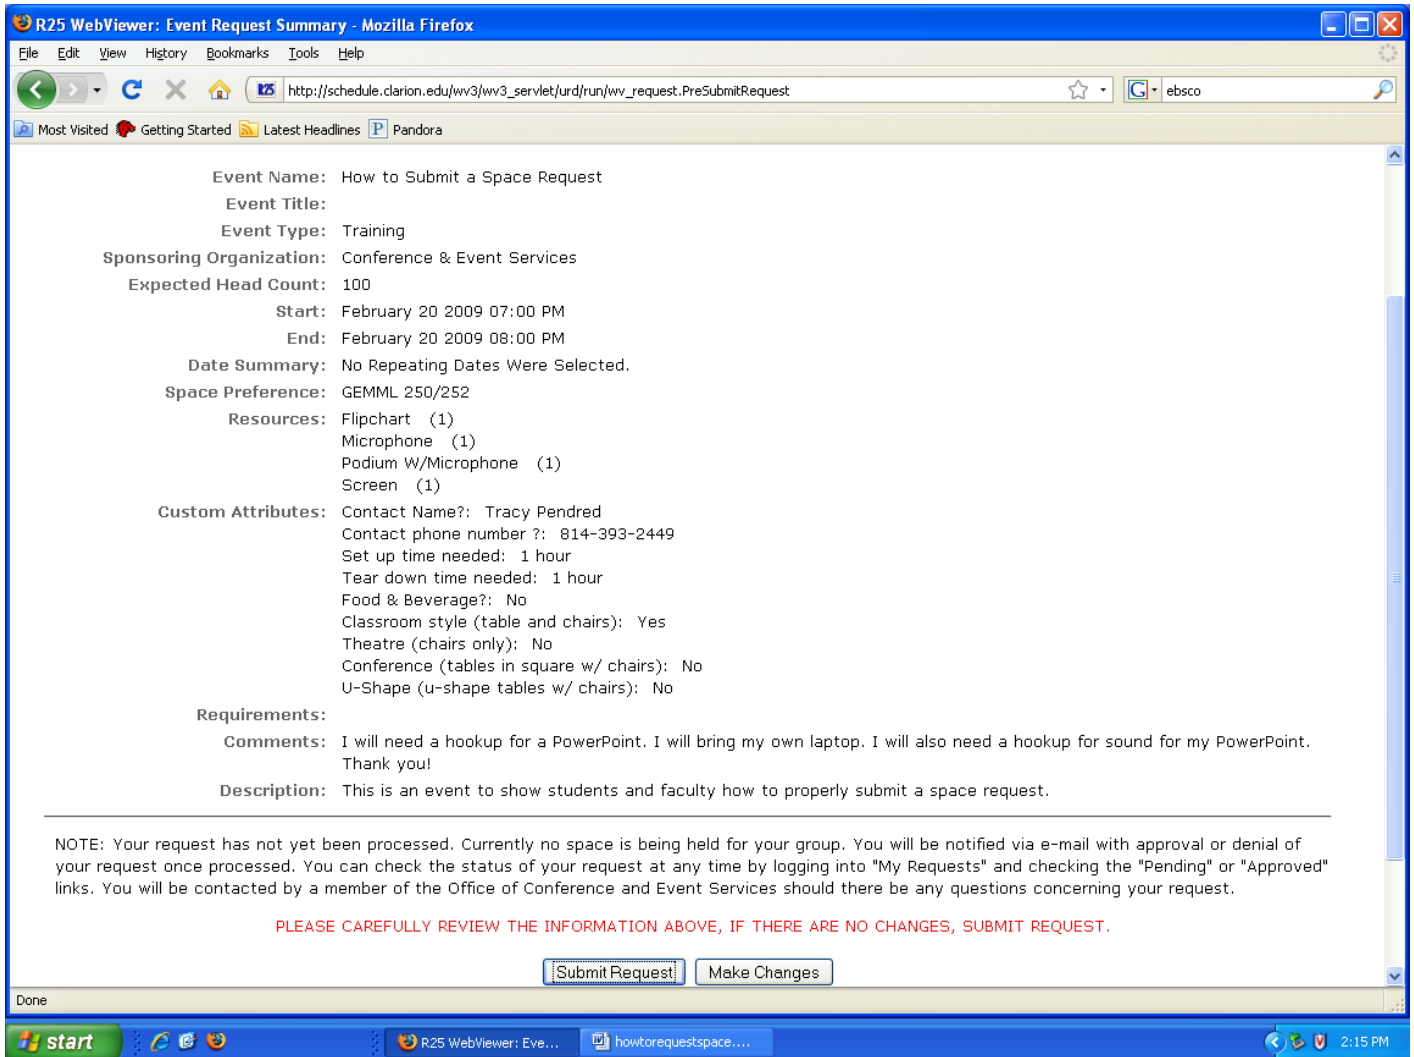 R25 WebViewer: Event Request Summary - Mozilla Firefox
File Edit View History Bookmarks Tools Help
R25 http://schedule.clarion.edu/wv3/wv3_servlet/urd/run/wv_request.PreSubmitRequest G ebsco
Most Visited Getting Started Latest Headlines P Pandora
Event Name: How to Submit a Space Request
Event Title:
Event Type: Training
Sponsoring Organization: Conference & Event Services
Expected Head Count: 100
Start: February 20 2009 07:00 PM
End: February 20 2009 08:00 PM
Date Summary: No Repeating Dates Were Selected.
Space Preference: GEMML 250/252
Resources: Flipchart (1)
Microphone (1)
Podium W/Microphone (1)
Screen (1)
Custom Attributes: Contact Name?: Tracy Pendred
Contact phone number ?: 814-393-2449
Set up time needed: 1 hour
Tear down time needed: 1 hour
Food & Beverage?: No
Classroom style (table and chairs): Yes
Theatre (chairs only): No
Conference (tables in square w/ chairs): No
U-Shape (u-shape tables w/ chairs): No
Requirements:
Comments: I will need a hookup for a PowerPoint. I will bring my own laptop. I will also need a hookup for sound for my PowerPoint.
Thank you!
Description: This is an event to show students and faculty how to properly submit a space request.
NOTE: Your request has not yet been processed. Currently no space is being held for your group. You will be notified via e-mail with approval or denial of
your request once processed. You can check the status of your request at any time by logging into "My Requests" and checking the "Pending" or "Approved"
links. You will be contacted by a member of the Office of Conference and Event Services should there be any questions concerning your request.
PLEASE CAREFULLY REVIEW THE INFORMATION ABOVE, IF THERE ARE NO CHANGES, SUBMIT REQUEST.
Submit Request Make Changes
Done
start R25 WebViewer: Eve... howtorequestspace.... 2:15 PM